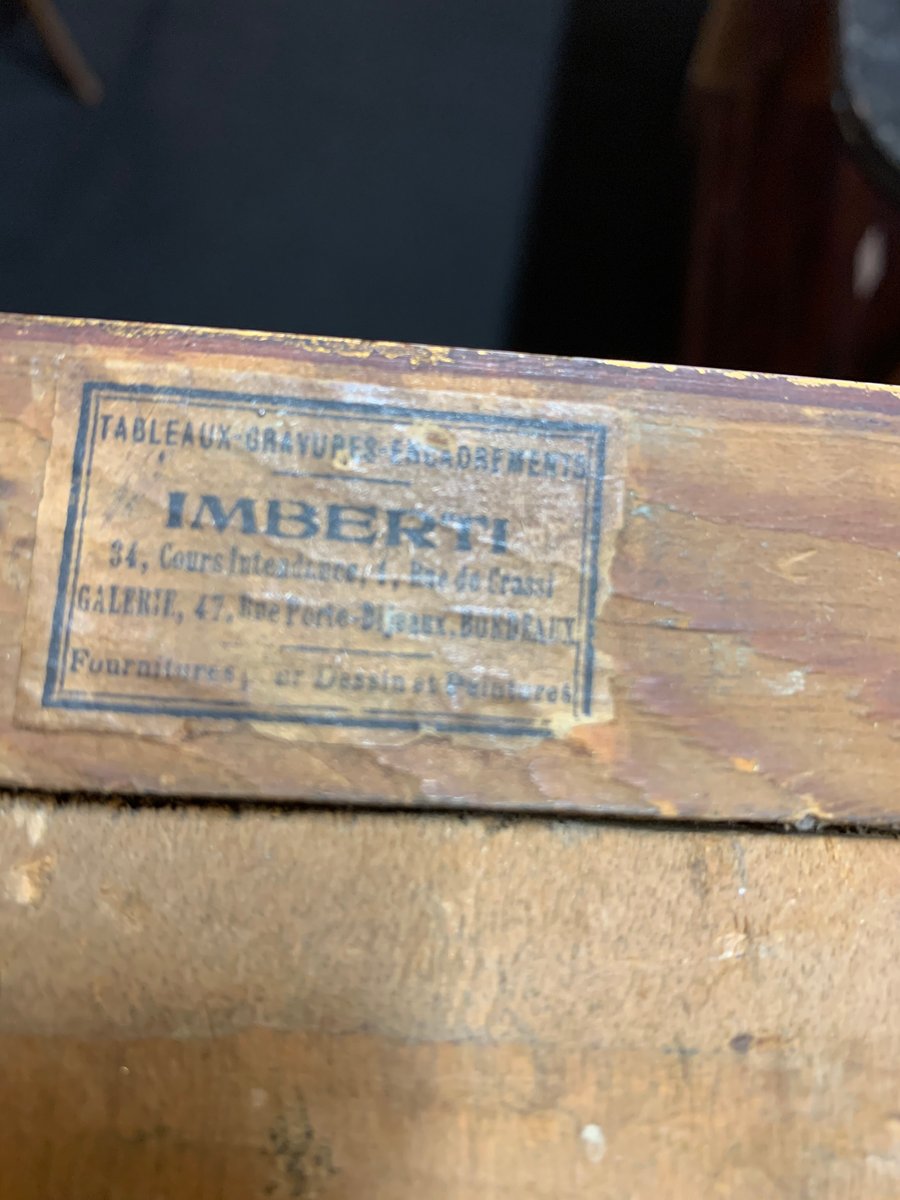 TABLEAUX-GRAVURES-ENCADREMENTS
IMBERTI
34, Cours Intendance, 4, Rue de Grassi
GALERIE, 47, Rue Porte-Dijeaux, BORDEAUX
Fournitures pour Dessin et Peintures